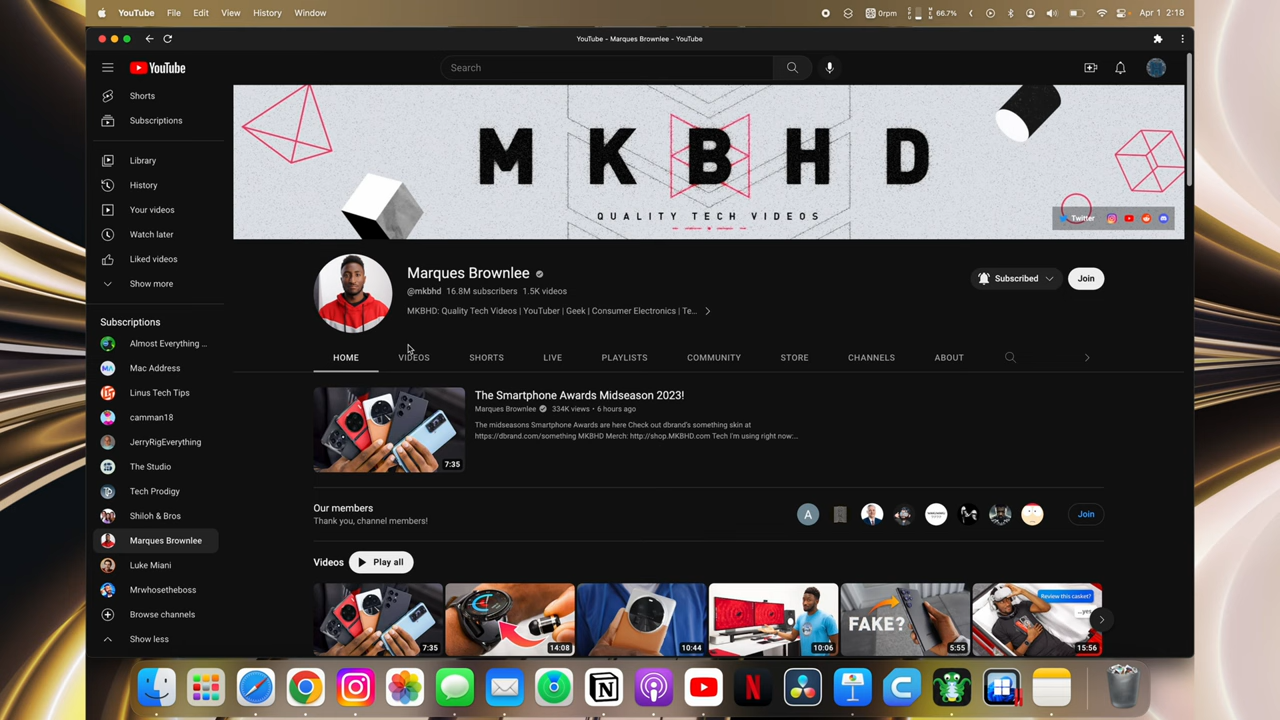 YouTube File Edit View History Window 0rpm 66.7% Apr 1 2:18
YouTube - Marques Brownlee - YouTube
YouTube
Search
Shorts
Subscriptions
Library
History
Your videos
Watch later
Liked videos
Show more
Subscriptions
Almost Everything ...
Mac Address
Linus Tech Tips
camman18
JerryRigEverything
The Studio
Tech Prodigy
Shiloh & Bros
Marques Brownlee
Luke Miani
Mrwhosetheboss
Browse channels
Show less
MKBHD
QUALITY TECH VIDEOS
Twitter
Marques Brownlee
@mkbhd 16.8M subscribers 1.5K videos
MKBHD: Quality Tech Videos | YouTuber | Geek | Consumer Electronics | Te...
Subscribed
Join
HOME VIDEOS SHORTS LIVE PLAYLISTS COMMUNITY STORE CHANNELS ABOUT
7:35
The Smartphone Awards Midseason 2023!
Marques Brownlee 334K views • 6 hours ago
The midseasons Smartphone Awards are here Check out dbrand's something skin at
https://dbrand.com/something MKBHD Merch: http://shop.MKBHD.com Tech I'm using right now:...
Our members
Thank you, channel members!
A
Join
Videos Play all
7:35
14:08
10:44
10:06
FAKE?
5:55
Review this casket?
...yes
15:56